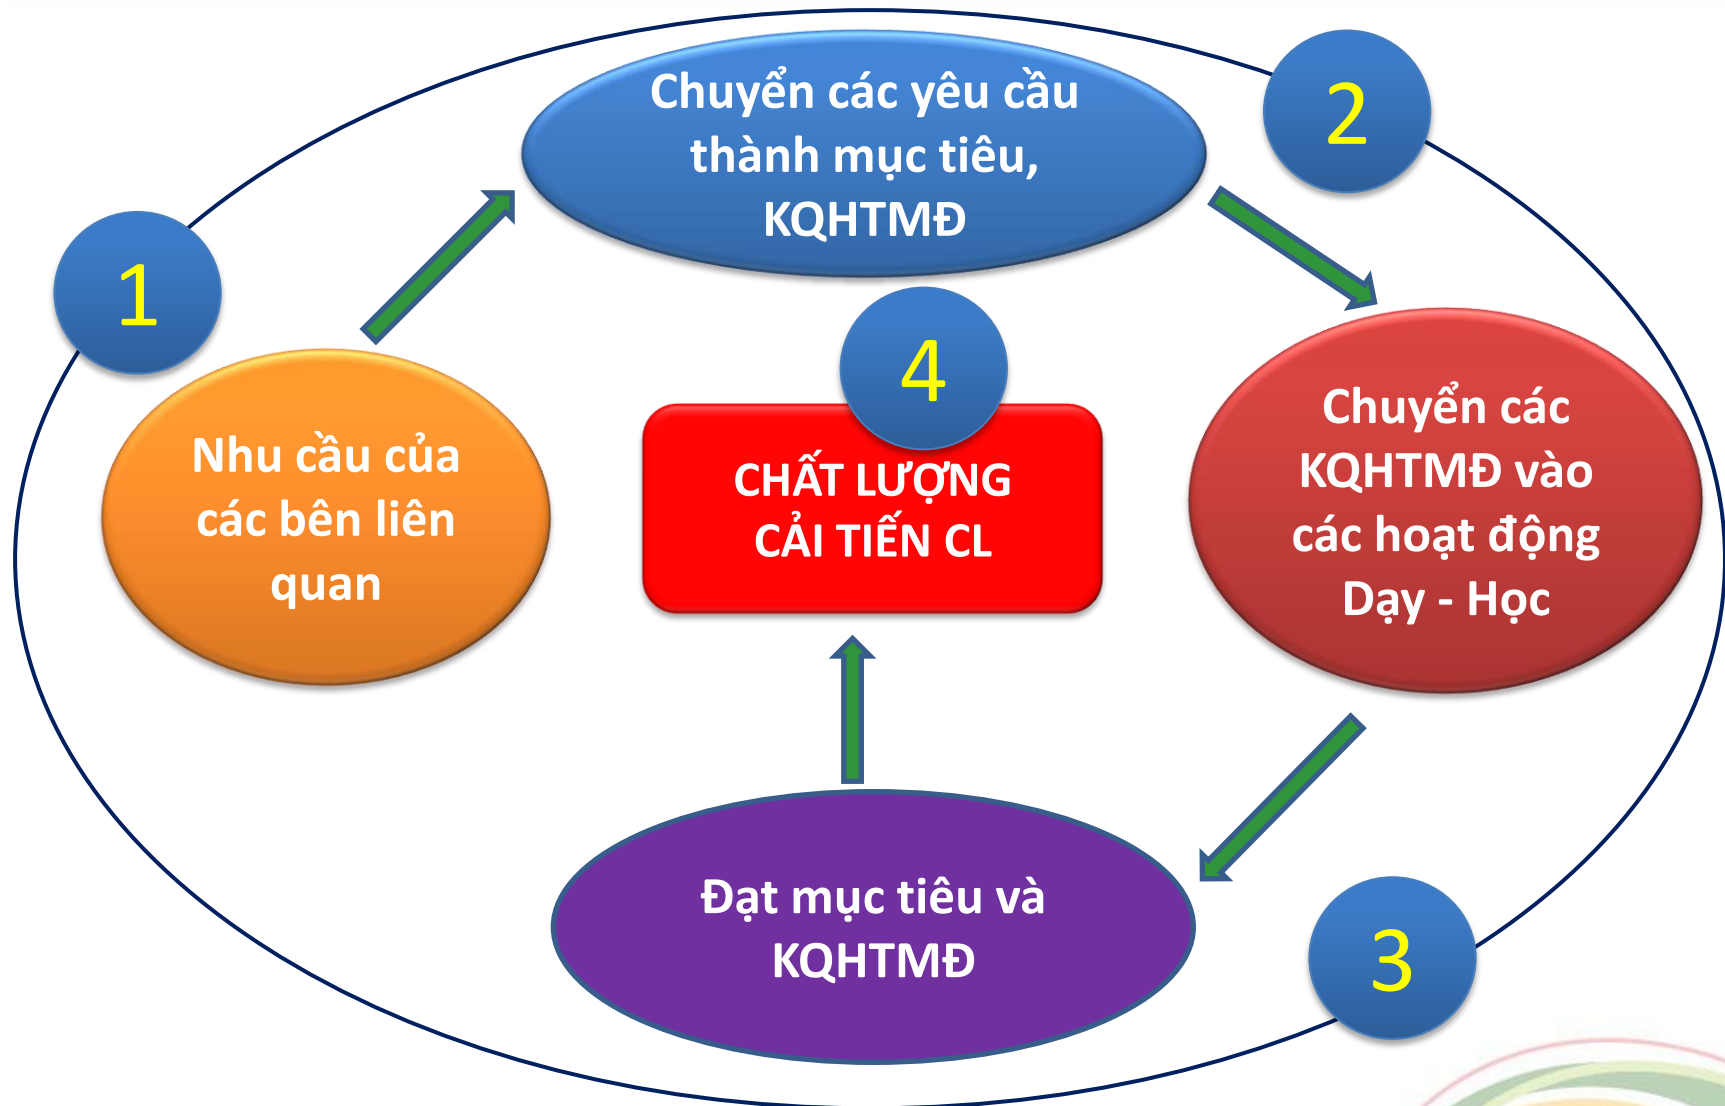 1
Nhu cầu của
các bên liên
quan
2
Chuyển các yêu cầu
thành mục tiêu,
KQHTMĐ
Chuyển các
KQHTMĐ vào
các hoạt động
Dạy - Học
3
Đạt mục tiêu và
KQHTMĐ
4
CHẤT LƯỢNG
CẢI TIẾN CL